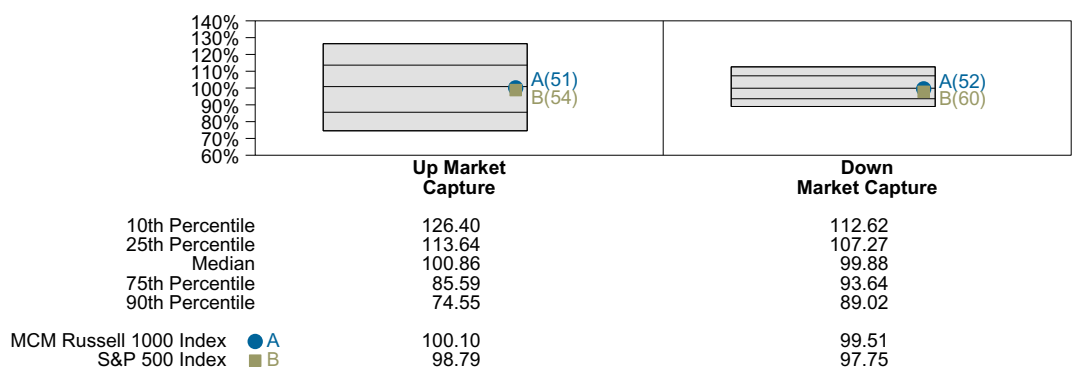 140%
130%
120%
110%
100%
90%
80%
70%
60%
A(51)
B(54)
A(52)
B(60)
Up Market
Capture
Down
Market Capture
10th Percentile 126.40 112.62
25th Percentile 113.64 107.27
Median 100.86 99.88
75th Percentile 85.59 93.64
90th Percentile 74.55 89.02
MCM Russell 1000 Index A 100.10 99.51
S&P 500 Index B 98.79 97.75